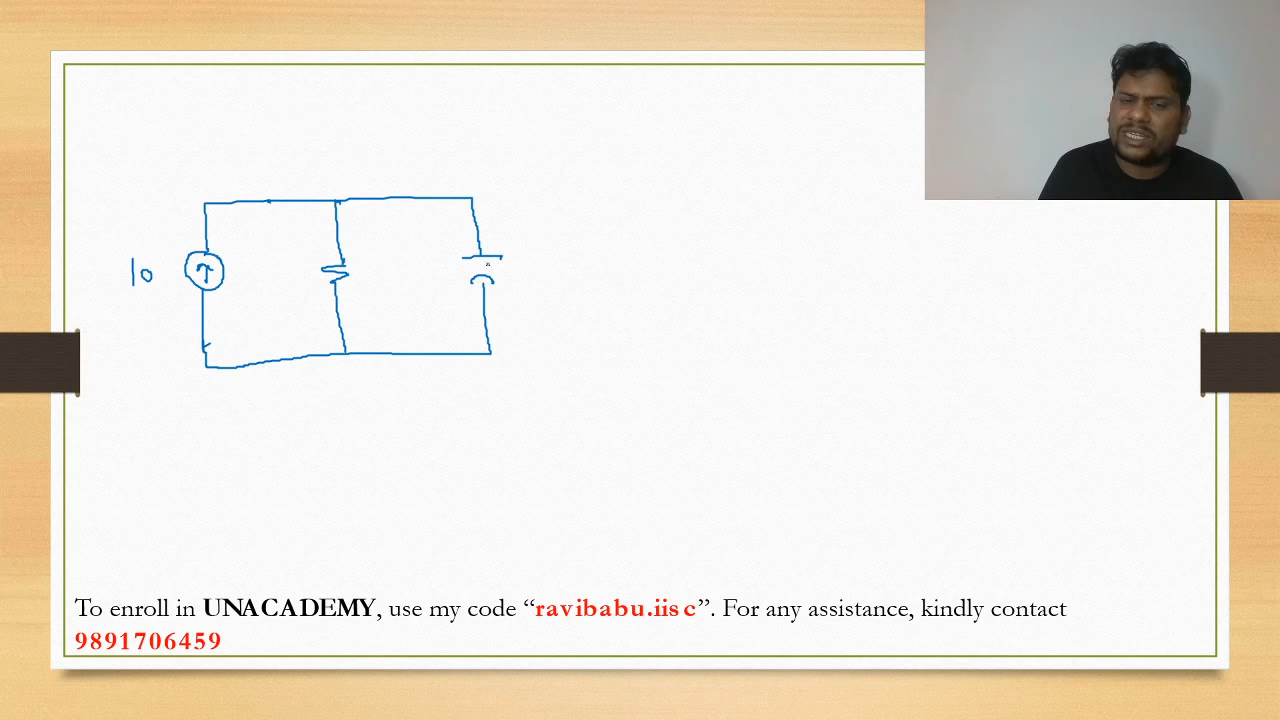 10
To enroll in UNACADEMY, use my code “ravibabu.iisc”. For any assistance, kindly contact
9891706459